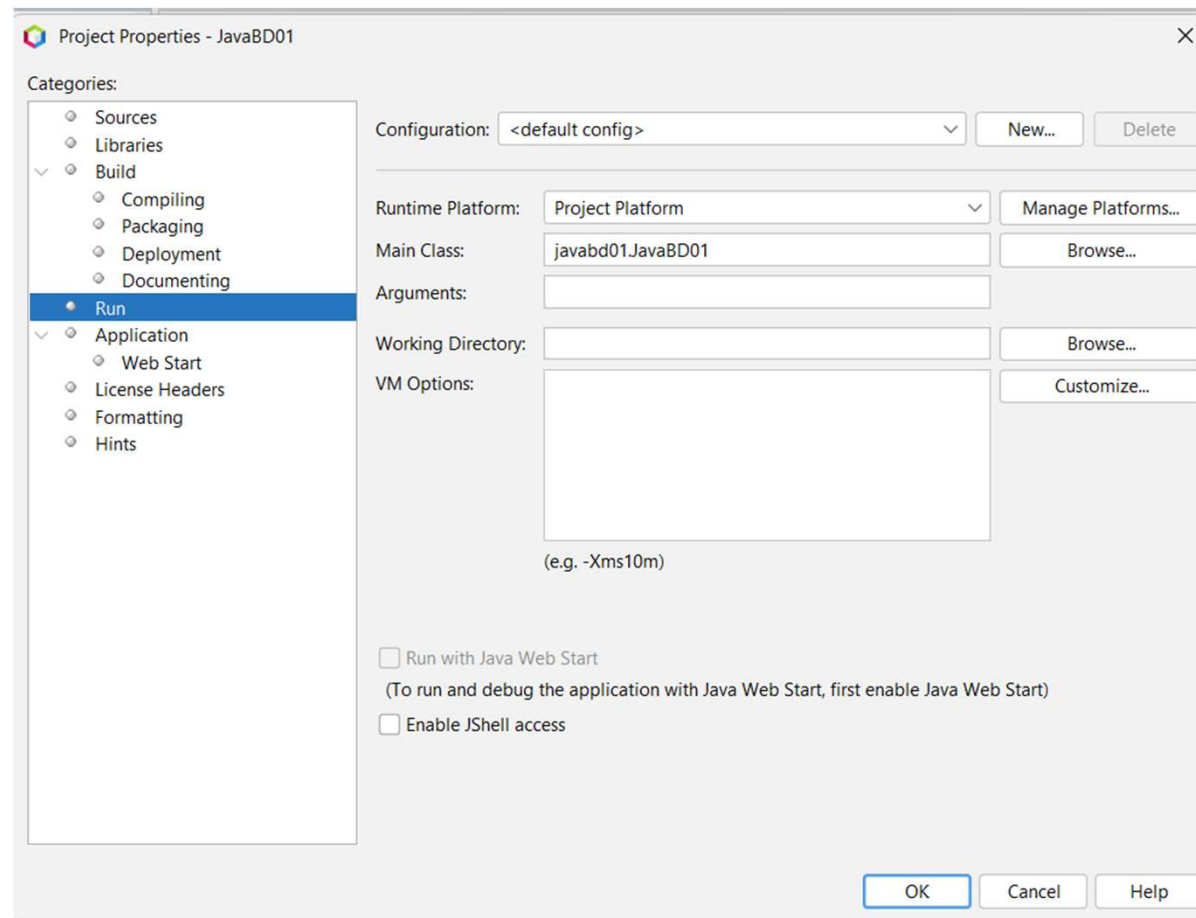 Project Properties - JavaBD01
Categories:
Sources
Libraries
Build
Compiling
Packaging
Deployment
Documenting
Run
Application
Web Start
License Headers
Formatting
Hints
Configuration: <default config> New... Delete
Runtime Platform: Project Platform Manage Platforms...
Main Class: javabd01.JavaBD01 Browse...
Arguments:
Working Directory: Browse...
VM Options: Customize...
(e.g. -Xms10m)
Run with Java Web Start
(To run and debug the application with Java Web Start, first enable Java Web Start)
Enable JShell access
OK Cancel Help